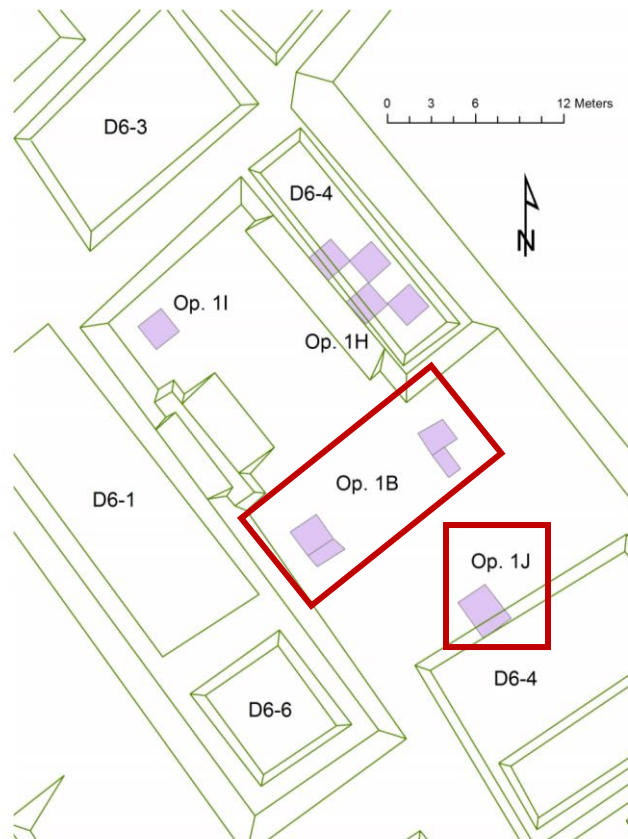 0 3 6 12 Meters
D6-3
D6-4
N
Op. 1I
Op. 1H
Op. 1B
D6-1
Op. 1J
D6-4
D6-6